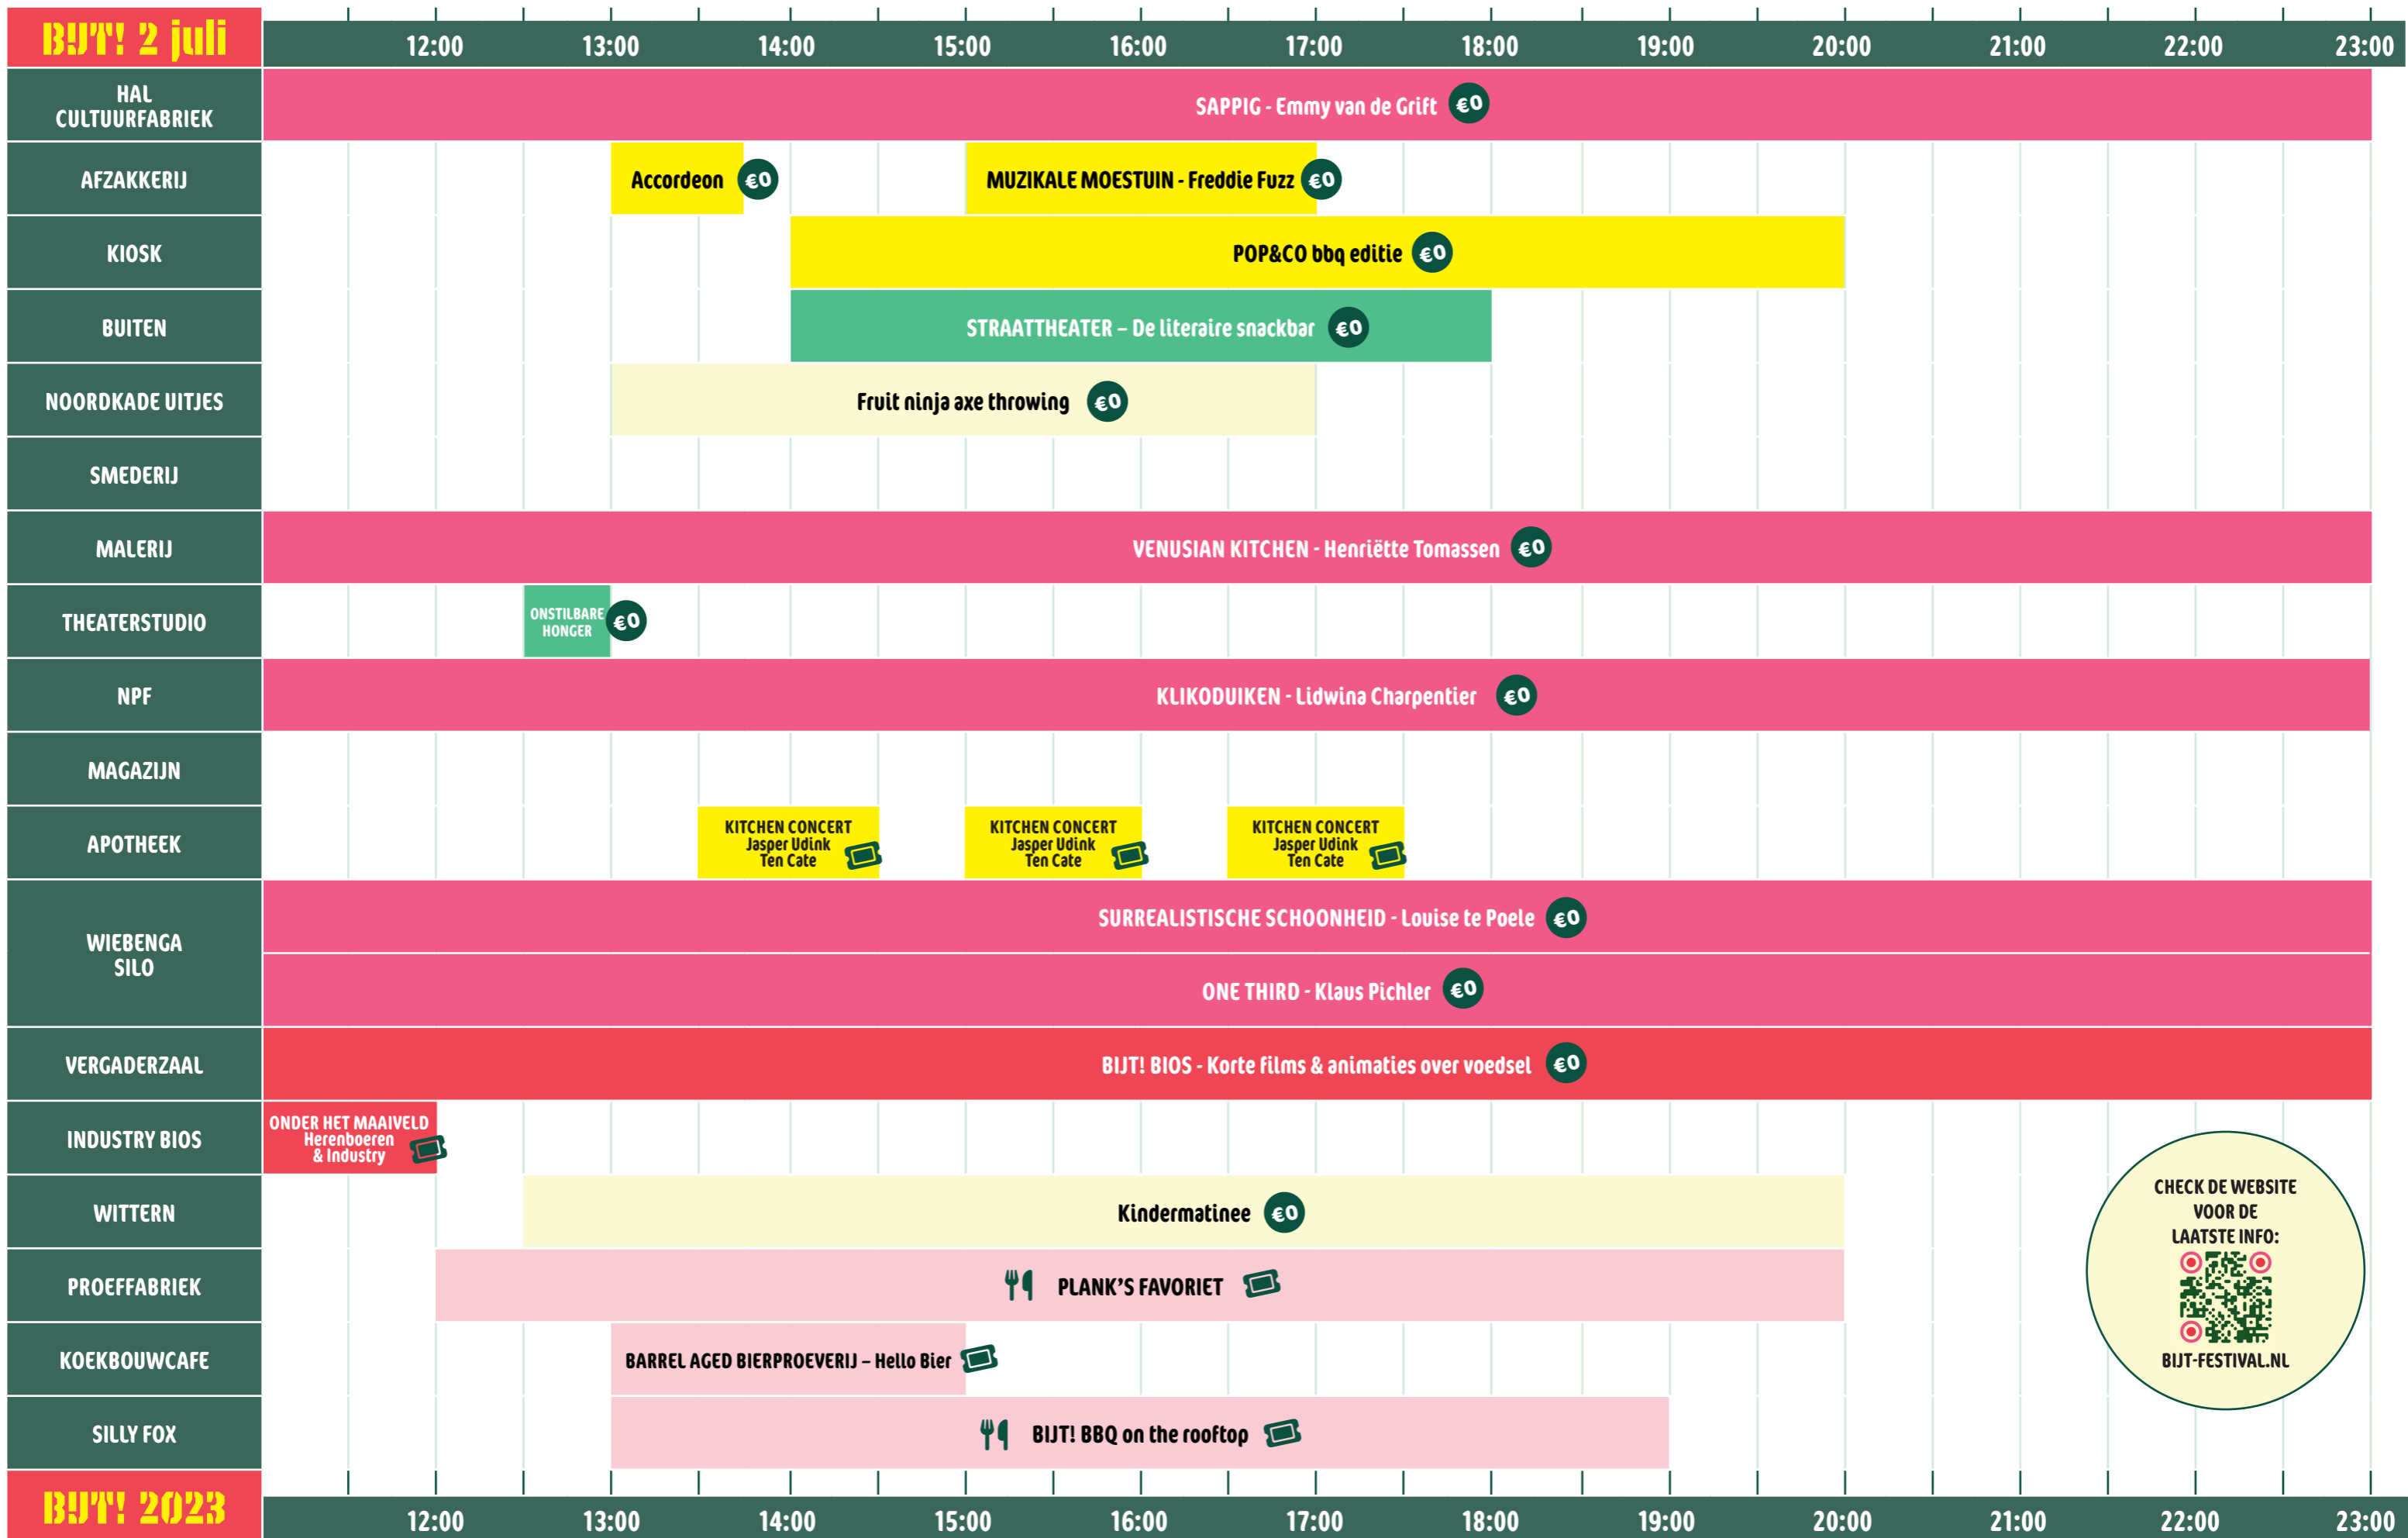 BIJT! 2 juli
12:00 13:00 14:00 15:00 16:00 17:00 18:00 19:00 20:00 21:00 22:00 23:00
HAL
CULTUURFABRIEK
SAPPIG - Emmy van de Grift €0
AFZAKKERIJ
Accordeon €0
MUZIKALE MOESTUIN - Freddie Fuzz €0
KIOSK
POP&CO bbq editie €0
BUITEN
STRAATTHEATER – De literaire snackbar €0
NOORDKADE UITJES
Fruit ninja axe throwing €0
SMEDERIJ
MALERIJ
VENUSIAN KITCHEN - Henriëtte Tomassen €0
THEATERSTUDIO
ONSTILBARE
HONGER
€0
NPF
KLIKODUIKEN - Lidwina Charpentier €0
MAGAZIJN
APOTHEEK
KITCHEN CONCERT
Jasper Udink
Ten Cate
KITCHEN CONCERT
Jasper Udink
Ten Cate
KITCHEN CONCERT
Jasper Udink
Ten Cate
WIEBENGA
SILO
SURREALISTISCHE SCHOONHEID - Louise te Poele €0
ONE THIRD - Klaus Pichler €0
VERGADERZAAL
BIJT! BIOS - Korte films & animaties over voedsel €0
INDUSTRY BIOS
ONDER HET MAAIVELD
Herenboeren
& Industry
WITTERN
Kindermatinee €0
PROEFFABRIEK
PLANK'S FAVORIET
KOEKBOUWCAFE
BARREL AGED BIERPROEVERIJ – Hello Bier
SILLY FOX
BIJT! BBQ on the rooftop
CHECK DE WEBSITE
VOOR DE
LAATSTE INFO:
BIJT-FESTIVAL.NL
BIJT! 2023
12:00 13:00 14:00 15:00 16:00 17:00 18:00 19:00 20:00 21:00 22:00 23:00